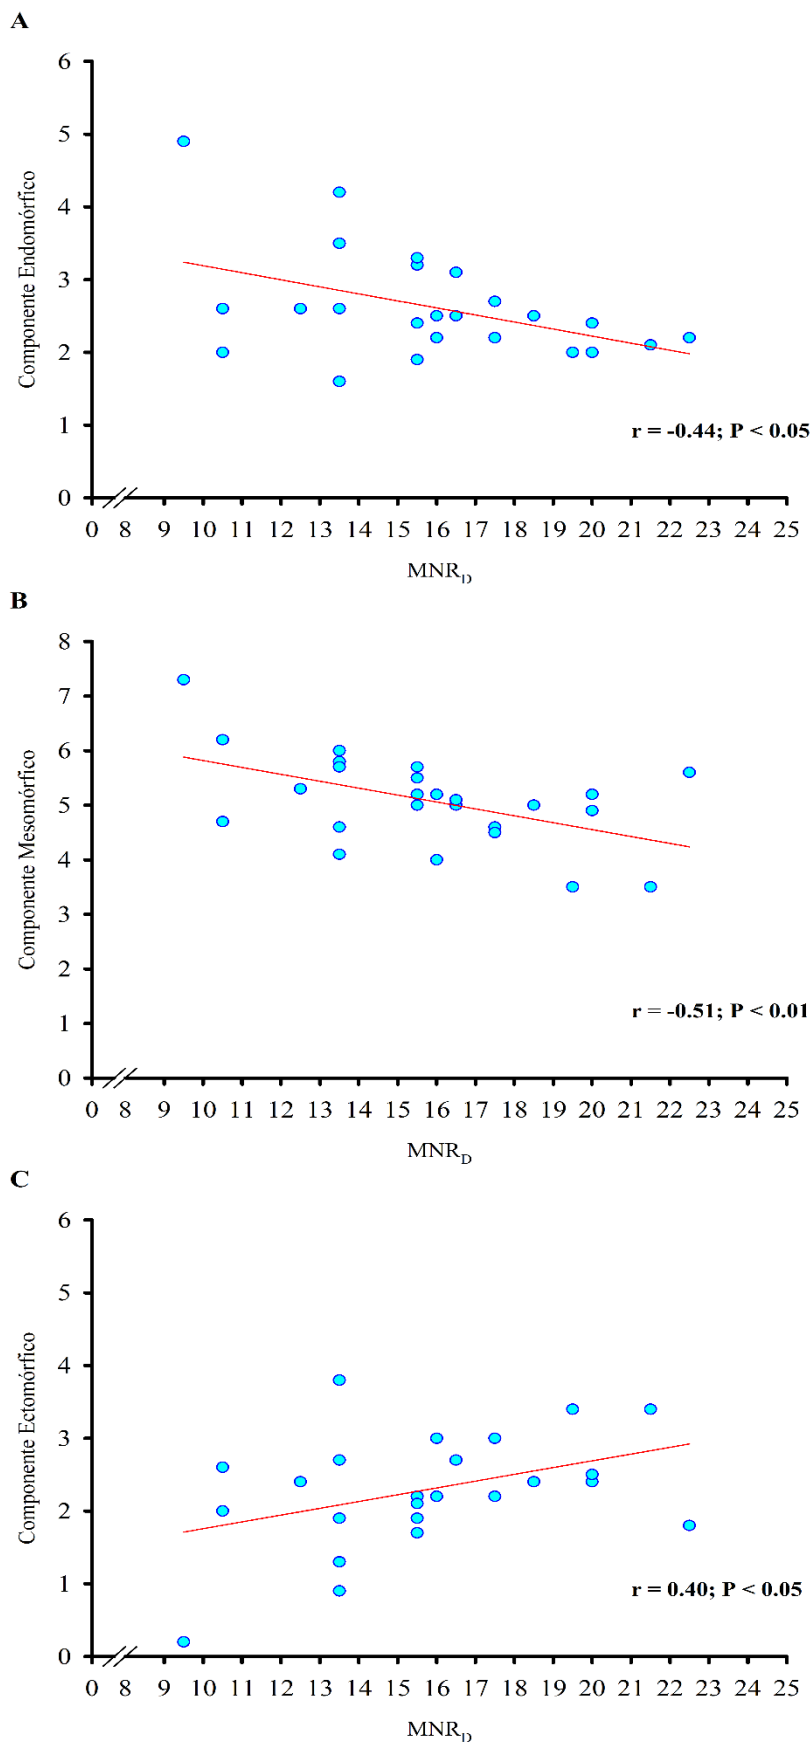 A
6
5
4
3
2
1
0
Componente Endomórfico
r = -0.44; P < 0.05
0 8 9 10 11 12 13 14 15 16 17 18 19 20 21 22 23 24 25
MNR_D
B
8
7
6
5
4
3
2
1
0
Componente Mesomórfico
r = -0.51; P < 0.01
0 8 9 10 11 12 13 14 15 16 17 18 19 20 21 22 23 24 25
MNR_D
C
6
5
4
3
2
1
0
Componente Ectomórfico
r = 0.40; P < 0.05
0 8 9 10 11 12 13 14 15 16 17 18 19 20 21 22 23 24 25
MNR_D